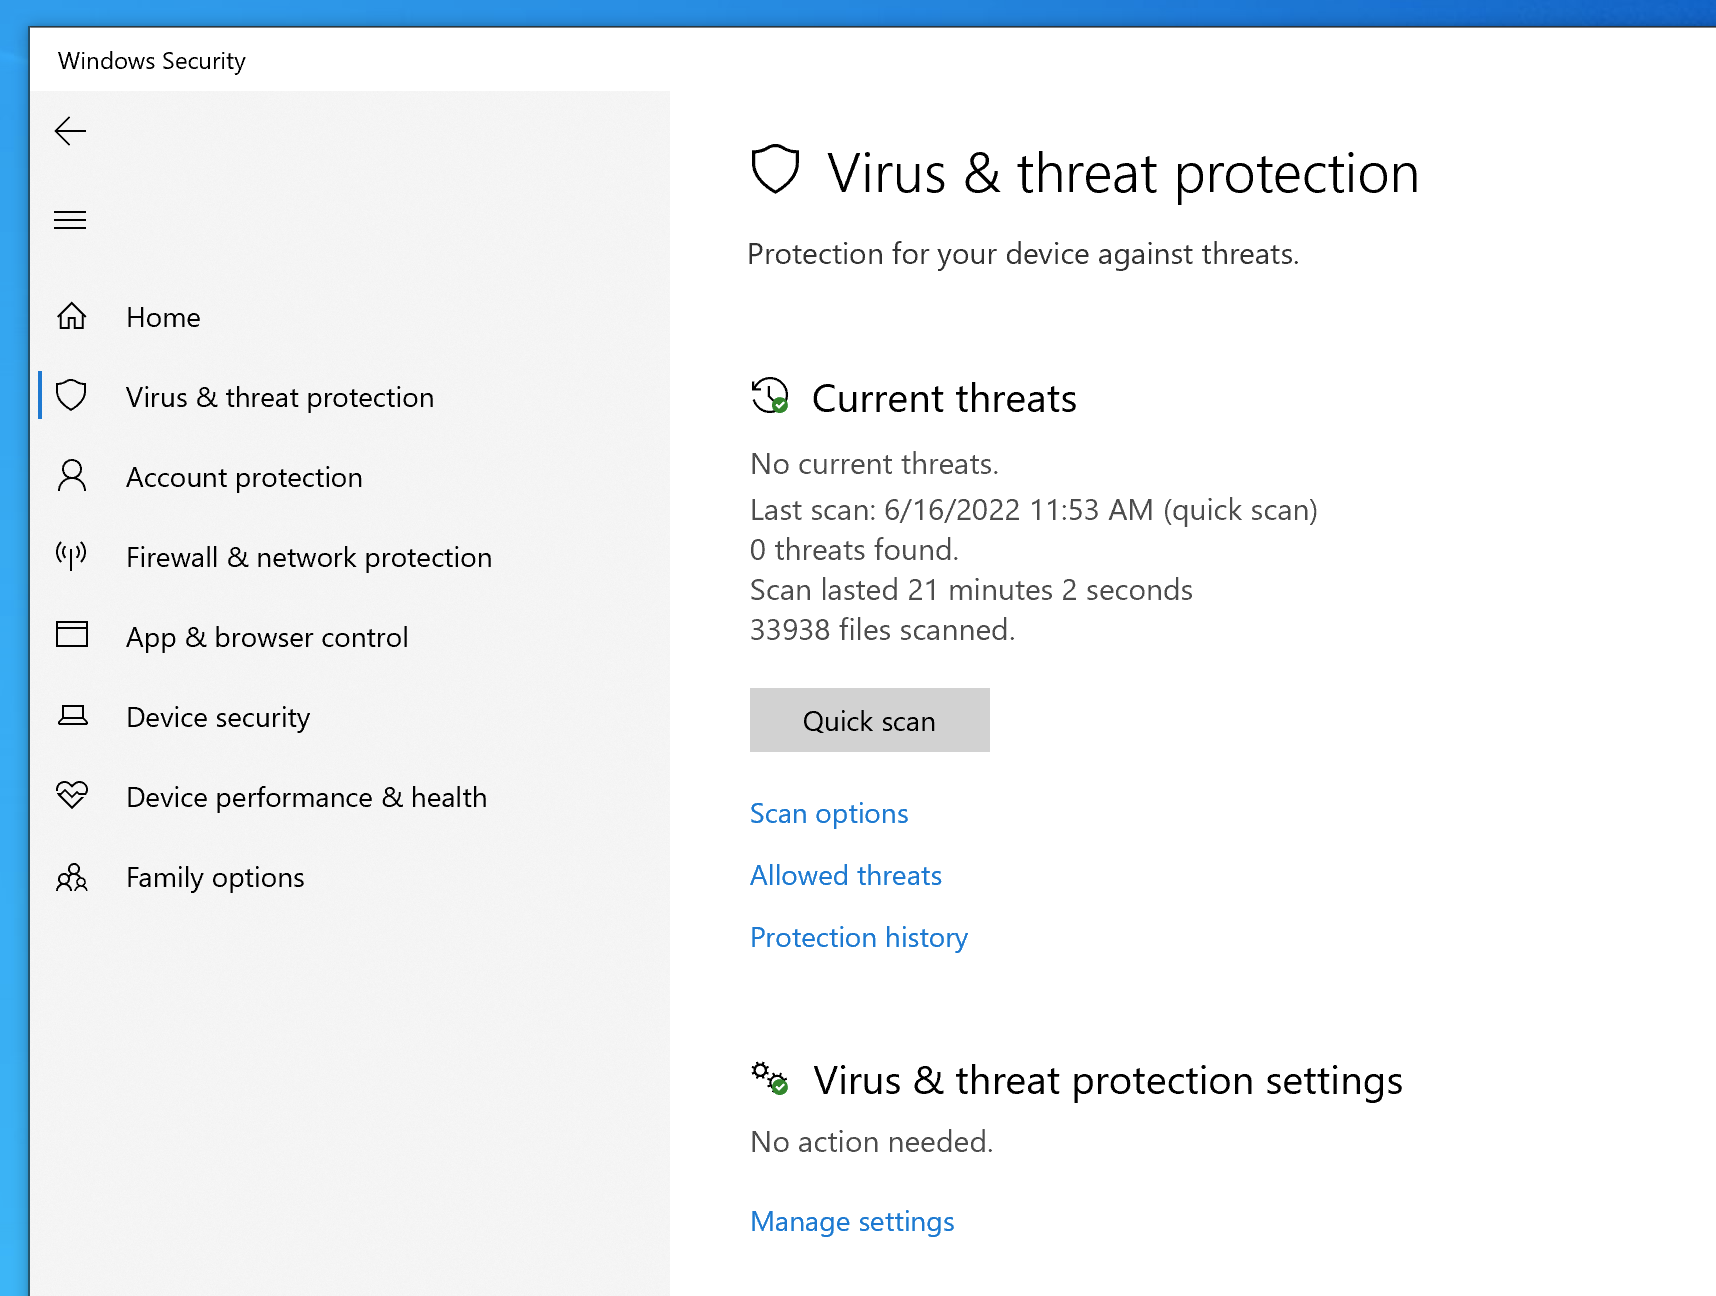 Windows Security
Home
Virus & threat protection
Account protection
Firewall & network protection
App & browser control
Device security
Device performance & health
Family options
Virus & threat protection
Protection for your device against threats.
Current threats
No current threats.
Last scan: 6/16/2022 11:53 AM (quick scan)
0 threats found.
Scan lasted 21 minutes 2 seconds
33938 files scanned.
Quick scan
Scan options
Allowed threats
Protection history
Virus & threat protection settings
No action needed.
Manage settings